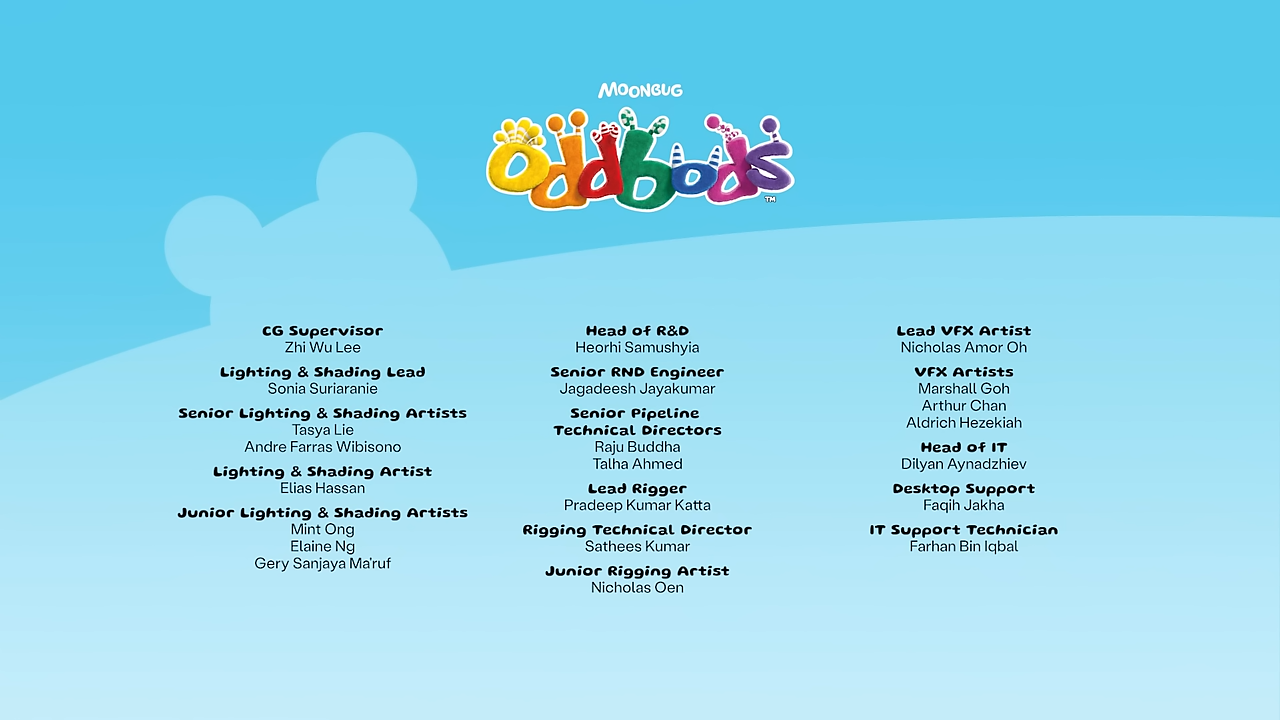 MOONBUG
oddbods
TM
CG Supervisor
Zhi Wu Lee
Lighting & Shading Lead
Sonia Suriaranie
Senior Lighting & Shading Artists
Tasya Lie
Andre Farras Wibisono
Lighting & Shading Artist
Elias Hassan
Junior Lighting & Shading Artists
Mint Ong
Elaine Ng
Gery Sanjaya Ma'ruf
Head of R&D
Heorhi Samushyia
Senior RND Engineer
Jagadeesh Jayakumar
Senior Pipeline
Technical Directors
Raju Buddha
Talha Ahmed
Lead Rigger
Pradeep Kumar Katta
Rigging Technical Director
Sathees Kumar
Junior Rigging Artist
Nicholas Oen
Lead VFX Artist
Nicholas Amor Oh
VFX Artists
Marshall Goh
Arthur Chan
Aldrich Hezekiah
Head of IT
Dilyan Aynadzhiev
Desktop Support
Faqih Jakha
IT Support Technician
Farhan Bin Iqbal